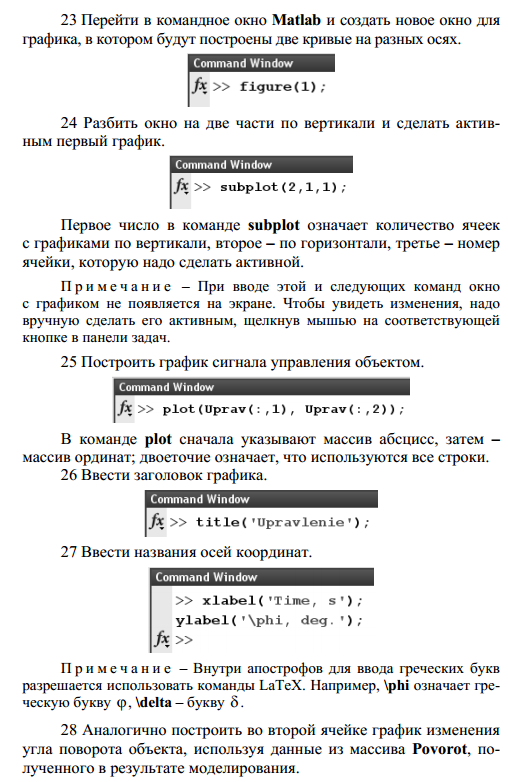 23 Перейти в командное окно Matlab и создать новое окно для
графика, в котором будут построены две кривые на разных осях.
Command Window
fx >> figure(1);
24 Разбить окно на две части по вертикали и сделать актив-
ным первый график.
Command Window
fx >> subplot(2,1,1);
Первое число в команде subplot означает количество ячеек
с графиками по вертикали, второе – по горизонтали, третье – номер
ячейки, которую надо сделать активной.
Примечание – При вводе этой и следующих команд окно
с графиком не появляется на экране. Чтобы увидеть изменения, надо
вручную сделать его активным, щелкнув мышью на соответствующей
кнопке в панели задач.
25 Построить график сигнала управления объектом.
Command Window
fx >> plot(Uprav(:,1), Uprav(:,2));
В команде plot сначала указывают массив абсцисс, затем –
массив ординат; двоеточие означает, что используются все строки.
26 Ввести заголовок графика.
Command Window
fx >> title('Upravlenie');
27 Ввести названия осей координат.
Command Window
>> xlabel('Time, s');
ylabel('\phi, deg.');
fx >>
Примечание – Внутри апострофов для ввода греческих букв
разрешается использовать команды LaTeX. Например, \phi означает гре-
ческую букву φ, \delta – букву δ.
28 Аналогично построить во второй ячейке график изменения
угла поворота объекта, используя данные из массива Povorot, по-
лученного в результате моделирования.